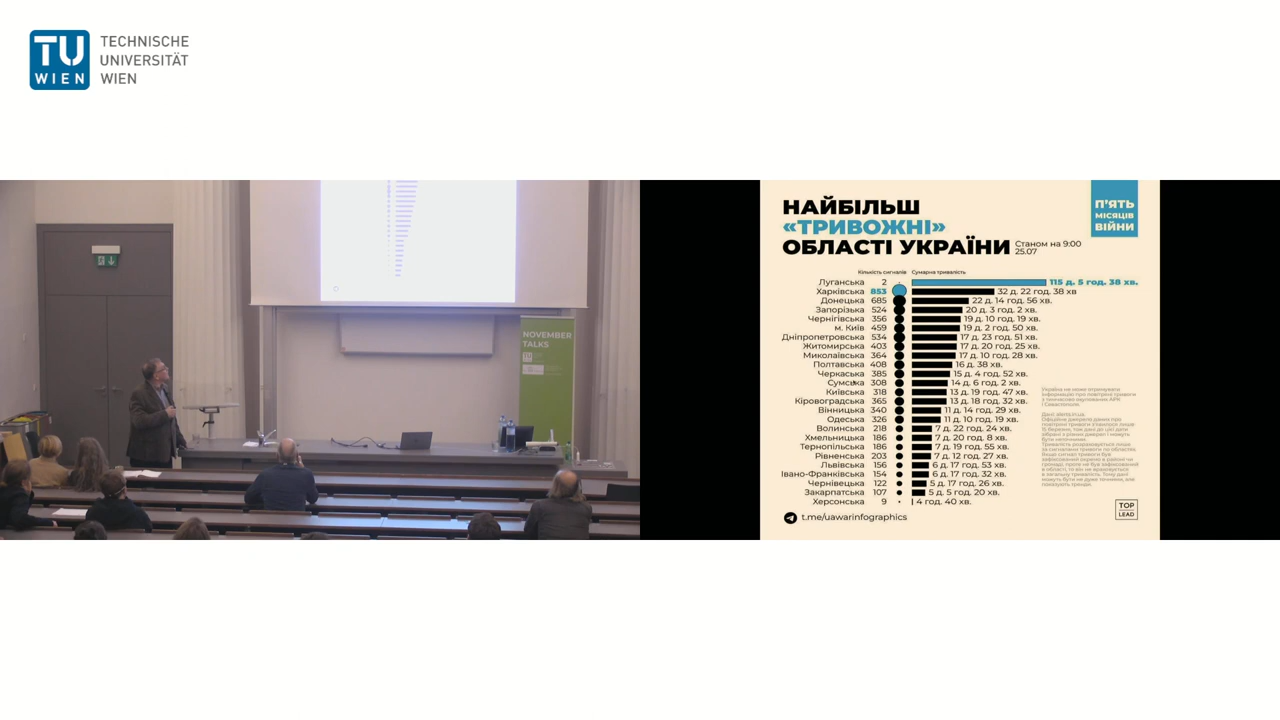 TU
WIEN
TECHNISCHE
UNIVERSITÄT
WIEN
NOVEMBER
TALKS
НАЙБІЛЬШ
«ТРИВОЖНІ»
ОБЛАСТІ УКРАЇНИ
Станом на 9:00
25.07
П'ЯТЬ
МІСЯЦІВ
ВІЙНИ
Кількість сигналів Сумарна тривалість
Луганська 2 115 д. 5 год. 38 хв.
Харківська 853 32 д. 22 год. 38 хв
Донецька 685 22 д. 14 год. 56 хв.
Запорізька 524 20 д. 3 год. 2 хв.
Чернігівська 356 19 д. 10 год. 19 хв.
м. Київ 459 19 д. 2 год. 50 хв.
Дніпропетровська 534 17 д. 23 год. 51 хв.
Житомирська 403 17 д. 20 год. 25 хв.
Миколаївська 364 17 д. 10 год. 28 хв.
Полтавська 408 16 д. 38 хв.
Черкаська 385 15 д. 4 год. 52 хв.
Сумська 308 14 д. 6 год. 2 хв.
Київська 318 13 д. 19 год. 47 хв.
Кіровоградська 365 13 д. 18 год. 32 хв.
Вінницька 340 11 д. 14 год. 29 хв.
Одеська 326 11 д. 10 год. 19 хв.
Волинська 218 7 д. 22 год. 24 хв.
Хмельницька 186 7 д. 20 год. 8 хв.
Тернопільська 186 7 д. 19 год. 55 хв.
Рівненська 203 7 д. 12 год. 27 хв.
Львівська 156 6 д. 17 год. 53 хв.
Івано-Франківська 154 6 д. 17 год. 32 хв.
Чернівецька 122 5 д. 17 год. 26 хв.
Закарпатська 107 5 д. 5 год. 20 хв.
Херсонська 9 4 год. 40 хв.
t.me/uawarinfographics
TOP
LEAD